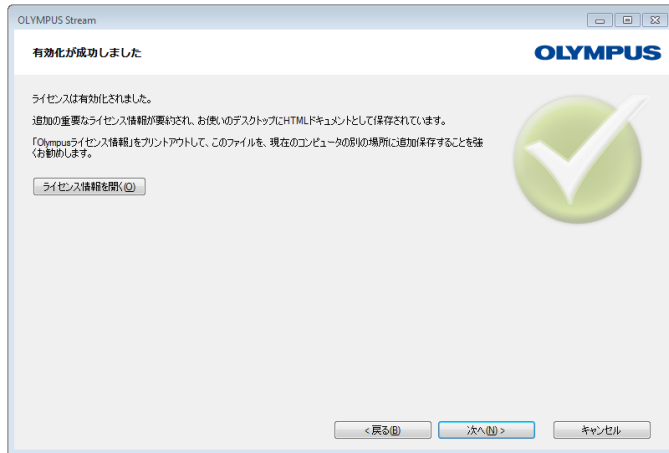 OLYMPUS Stream
有効化が成功しました
OLYMPUS
ライセンスは有効化されました。
追加の重要なライセンス情報が要約され、お使いのデスクトップにHTMLドキュメントとして保存されています。
「Olympusライセンス情報」をプリントアウトして、このファイルを、現在のコンピュータの別の場所に追加保存することを強
くお勧めします。
ライセンス情報を開く(O)
<戻る(B) 次へ(N)> キャンセル